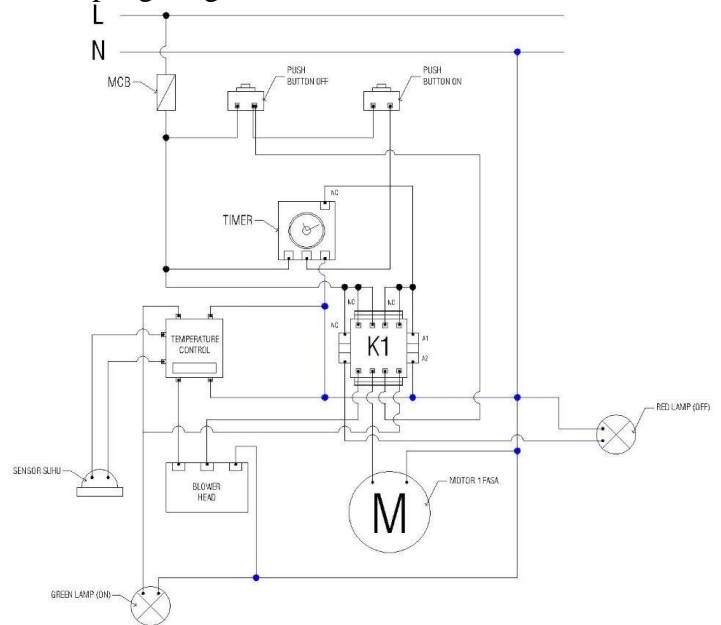 L
N
MCB
PUSH
BUTTON OFF
PUSH
BUTTON ON
NC
TIMER
NC
NC
NC
A1
K1
A2
TEMPERATURE
CONTROL
RED LAMP (OFF)
SENSOR SUHU
BLOWER
HEAD
M
MOTOR 1 FASA
GREEN LAMP (ON)